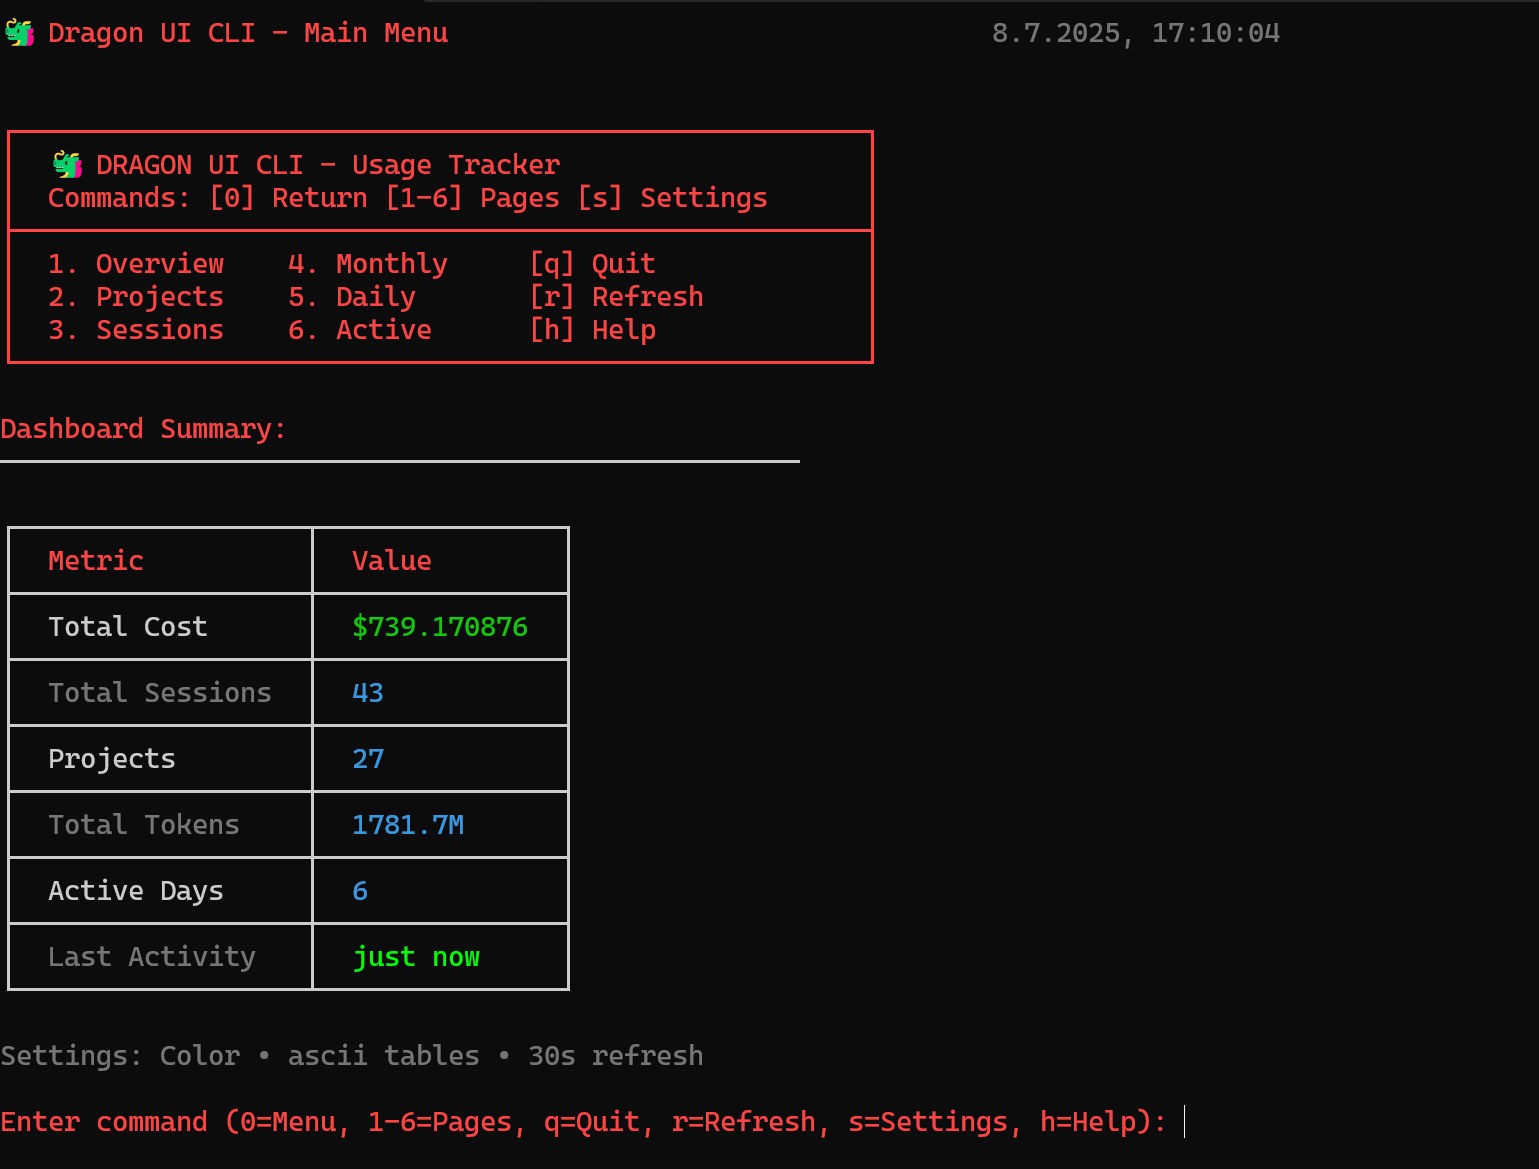 Dragon UI CLI - Main Menu 8.7.2025, 17:10:04
DRAGON UI CLI - Usage Tracker
Commands: [0] Return [1-6] Pages [s] Settings
1. Overview 4. Monthly [q] Quit
2. Projects 5. Daily [r] Refresh
3. Sessions 6. Active [h] Help
Dashboard Summary:
Metric Value
Total Cost $739.170876
Total Sessions 43
Projects 27
Total Tokens 1781.7M
Active Days 6
Last Activity just now
Settings: Color • ascii tables • 30s refresh
Enter command (0=Menu, 1-6=Pages, q=Quit, r=Refresh, s=Settings, h=Help):